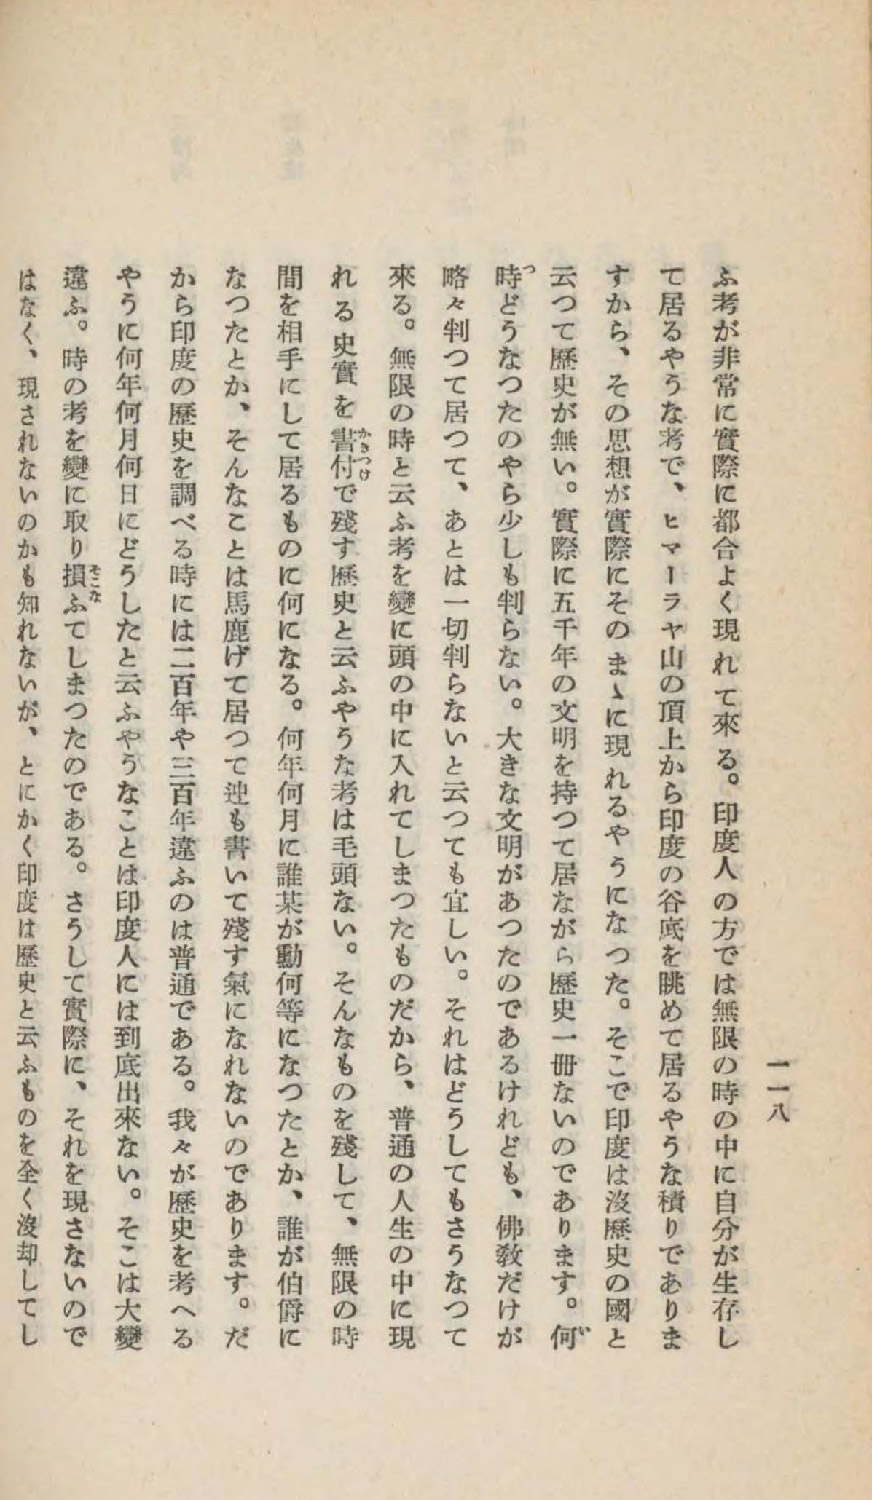 一一八
ふ考が非常に實際に都合よく現れて來る。印度人の方では無限の時の中に自分が生存し
て居るやうな考で、ヒマーラヤ山の頂上から印度の谷底を眺めて居るやうな積りでありま
すから、その思想が實際にそのまゝに現れるやうになつた。そこで印度は沒歷史の國と
云つて歷史が無い。實際に五千年の文明を持つて居ながら歷史一冊ないのであります。何い
時つどうなつたのやら少しも判らない。大きな文明があつたのであるけれども、佛敎だけが
略々判つて居つて、あとは一切判らないと云つても宜しい。それはどうしてもさうなつて
來る。無限の時と云ふ考を變に頭の中に入れてしまつたものだから、普通の人生の中に現
れる史實を書付かきつけで殘す歷史と云ふやうな考は毛頭ない。そんなものを殘して、無限の時
間を相手にして居るものに何になる。何年何月に誰某が勳何等になつたとか、誰が伯爵に
なつたとか、そんなことは馬鹿げて居つて迚も書いて殘す氣になれないのであります。だ
から印度の歷史を調べる時には二百年や三百年違ふのは普通である。我々が歷史を考へる
やうに何年何月何日にどうしたと云ふやうなことは印度人には到底出來ない。そこは大變
違ふ。時の考を變に取り損そこなふてしまつたのである。さうして實際に、それを現さないので
はなく、現されないのかも知れないが、とにかく印度は歷史と云ふものを全く沒却してし